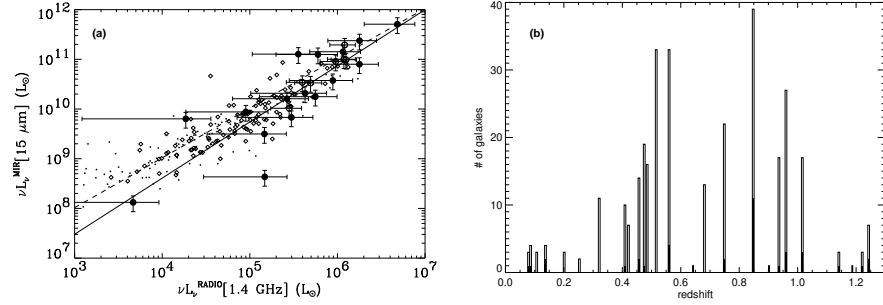 (a)
10^12
10^11
10^10
10^9
10^8
10^7
νL_ν^MIR[15 μm] (L_⊙)
10^3 10^4 10^5 10^6 10^7
νL_ν^RADIO[1.4 GHz] (L_⊙)
(b)
40
30
20
10
0
# of galaxies
0.0 0.2 0.4 0.6 0.8 1.0 1.2
redshift